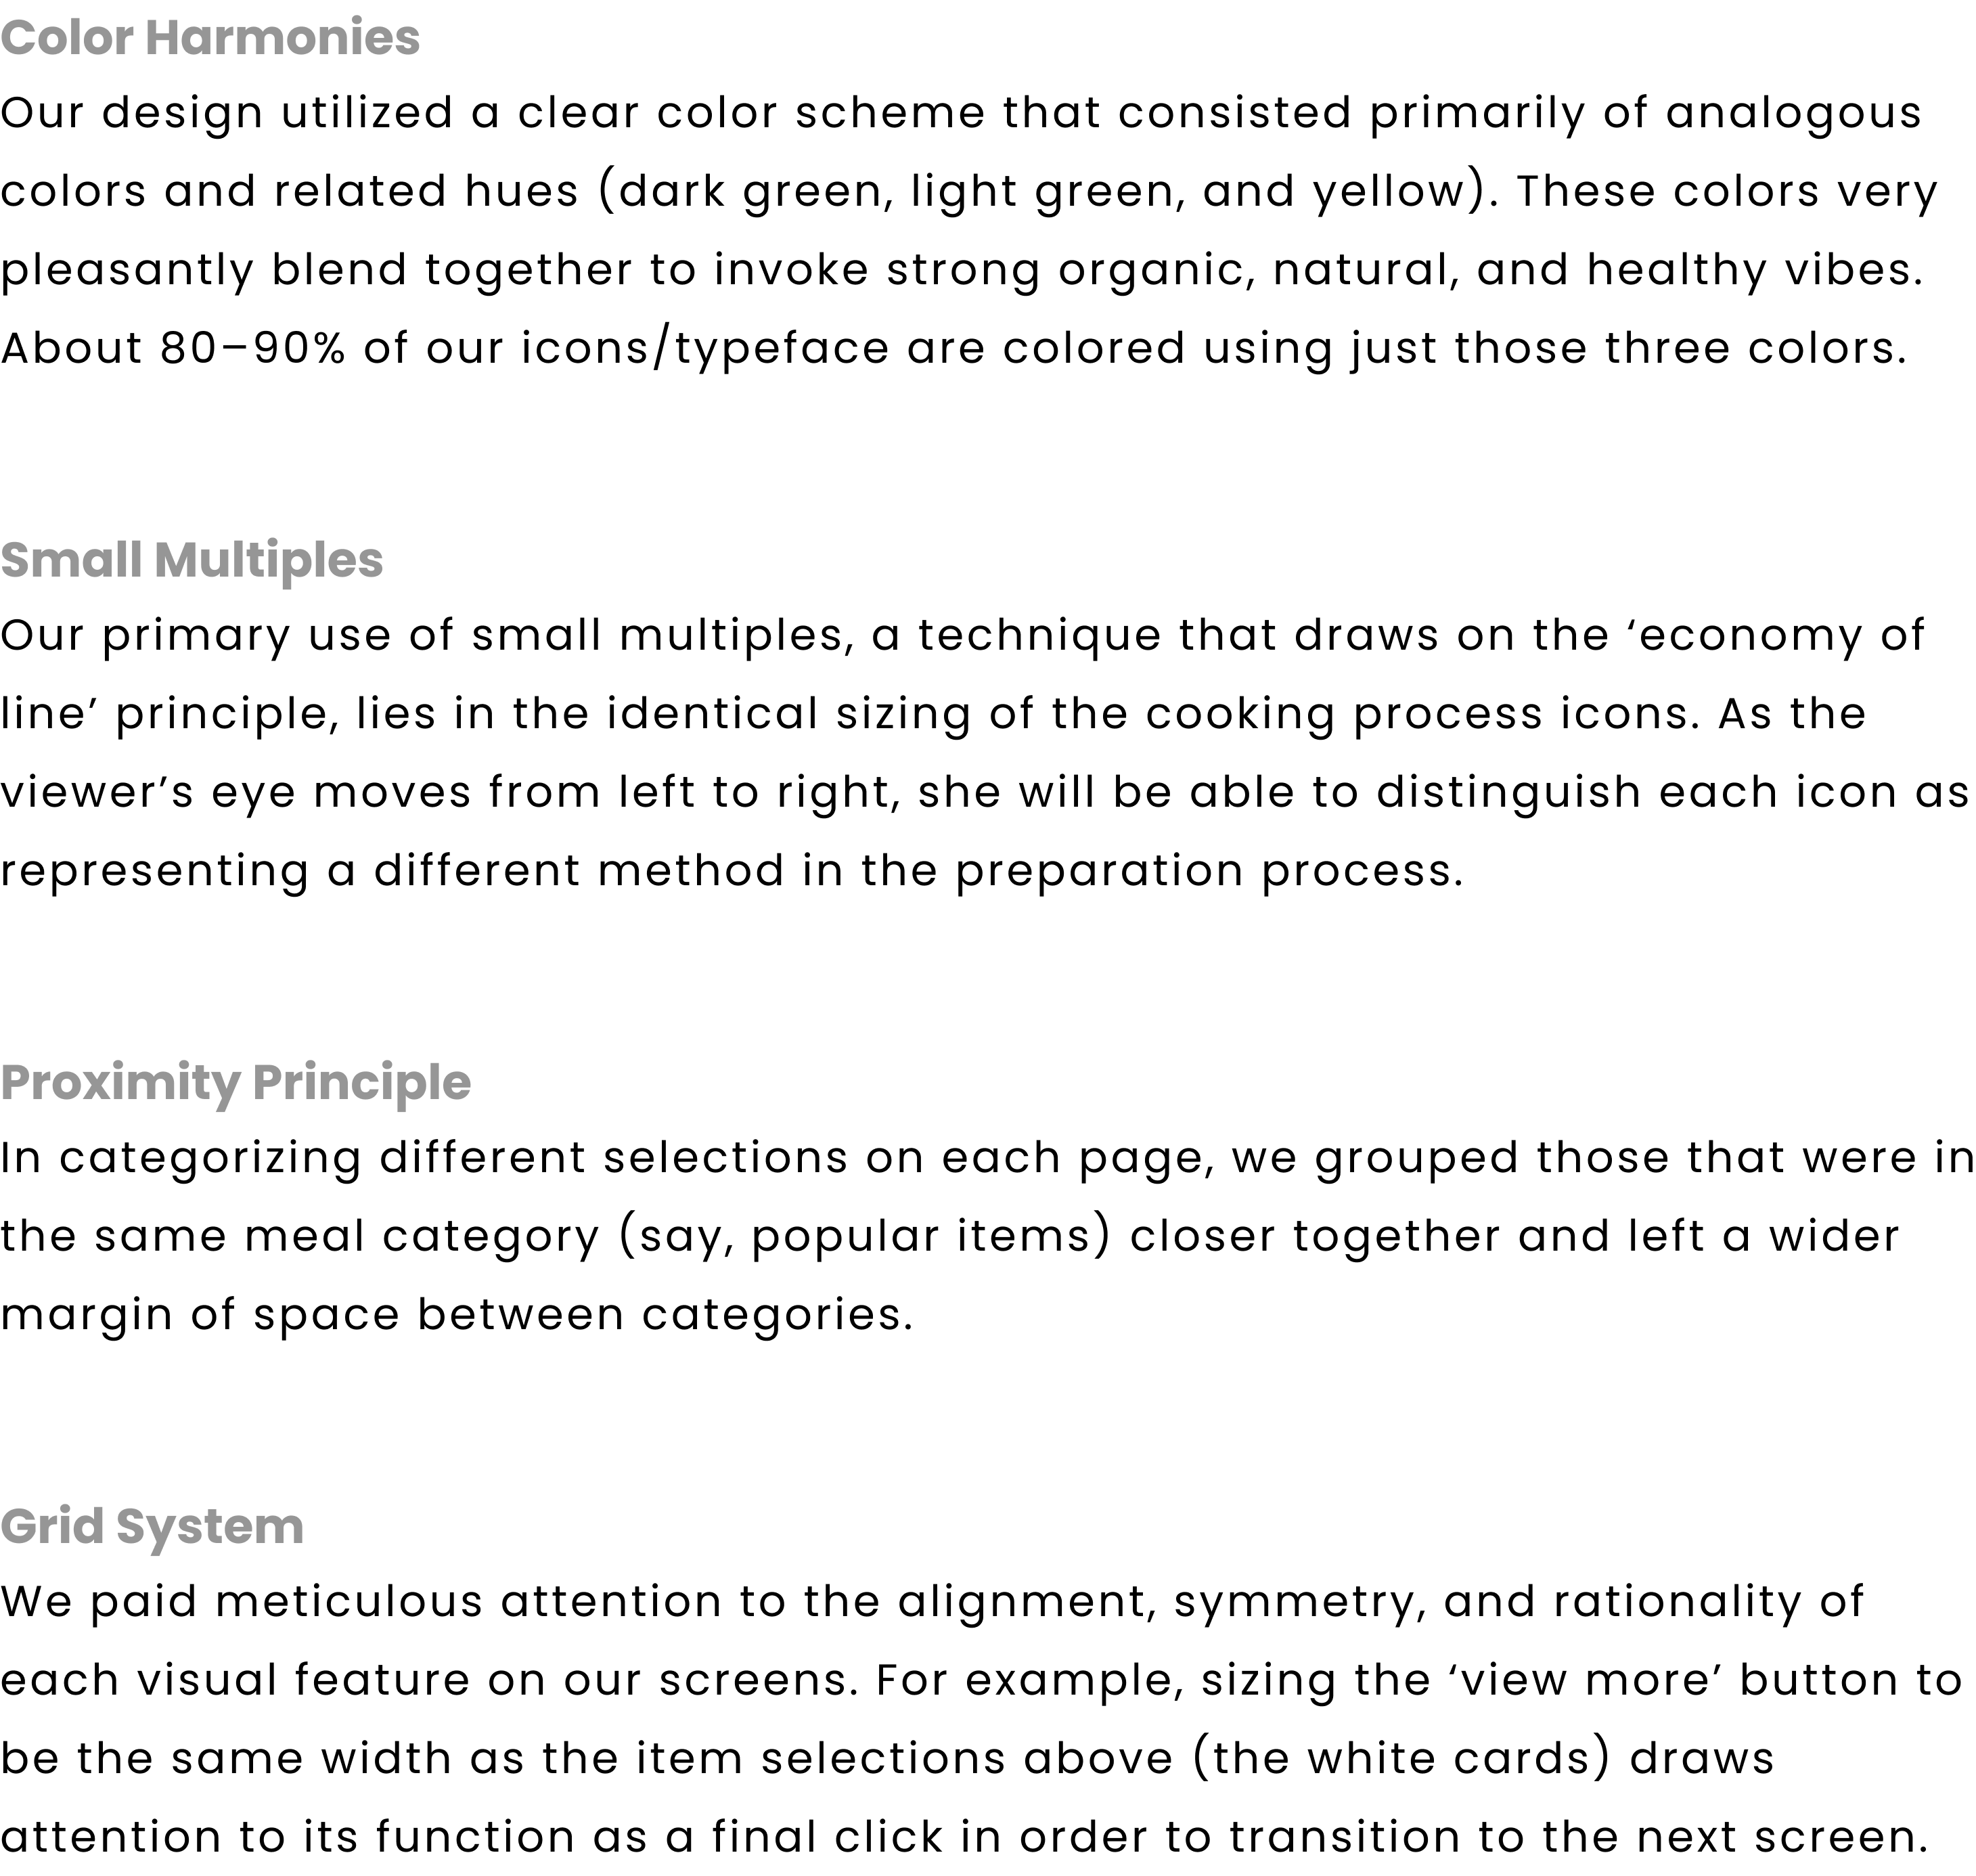 Color Harmonies
Our design utilized a clear color scheme that consisted primarily of analogous
colors and related hues (dark green, light green, and yellow). These colors very
pleasantly blend together to invoke strong organic, natural, and healthy vibes.
About 80–90% of our icons/typeface are colored using just those three colors.
Small Multiples
Our primary use of small multiples, a technique that draws on the ‘economy of
line’ principle, lies in the identical sizing of the cooking process icons. As the
viewer’s eye moves from left to right, she will be able to distinguish each icon as
representing a different method in the preparation process.
Proximity Principle
In categorizing different selections on each page, we grouped those that were in
the same meal category (say, popular items) closer together and left a wider
margin of space between categories.
Grid System
We paid meticulous attention to the alignment, symmetry, and rationality of
each visual feature on our screens. For example, sizing the ‘view more’ button to
be the same width as the item selections above (the white cards) draws
attention to its function as a final click in order to transition to the next screen.